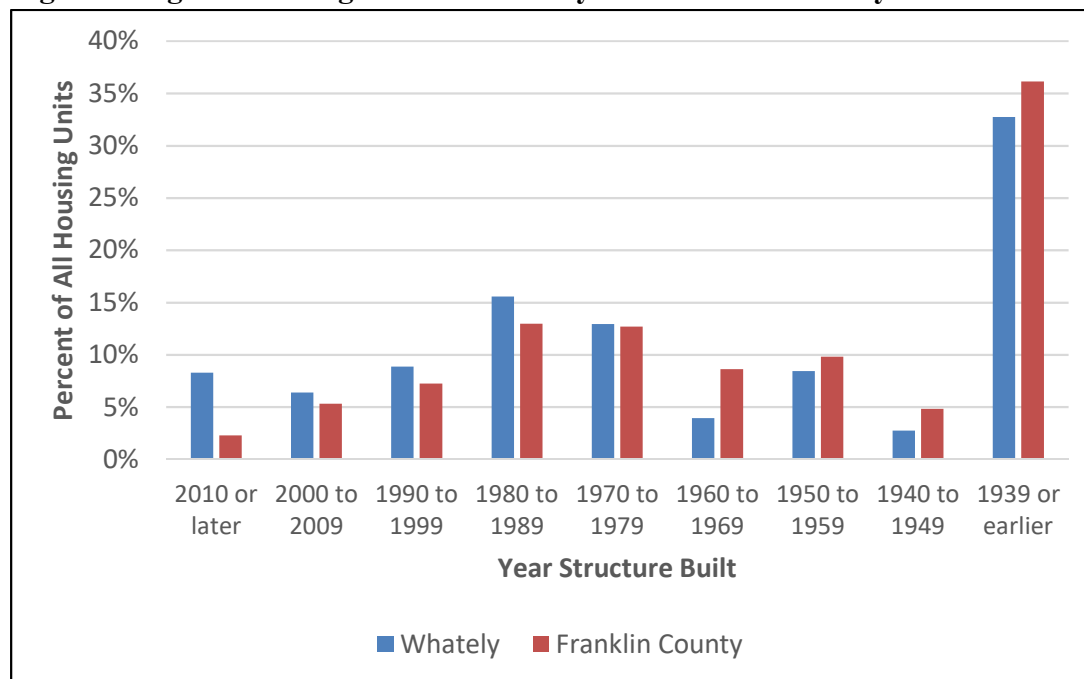 40%
35%
30%
25%
20%
15%
10%
5%
0%
Percent of All Housing Units
2010 or later
2000 to 2009
1990 to 1999
1980 to 1989
1970 to 1979
1960 to 1969
1950 to 1959
1940 to 1949
1939 or earlier
Year Structure Built
Whately
Franklin County